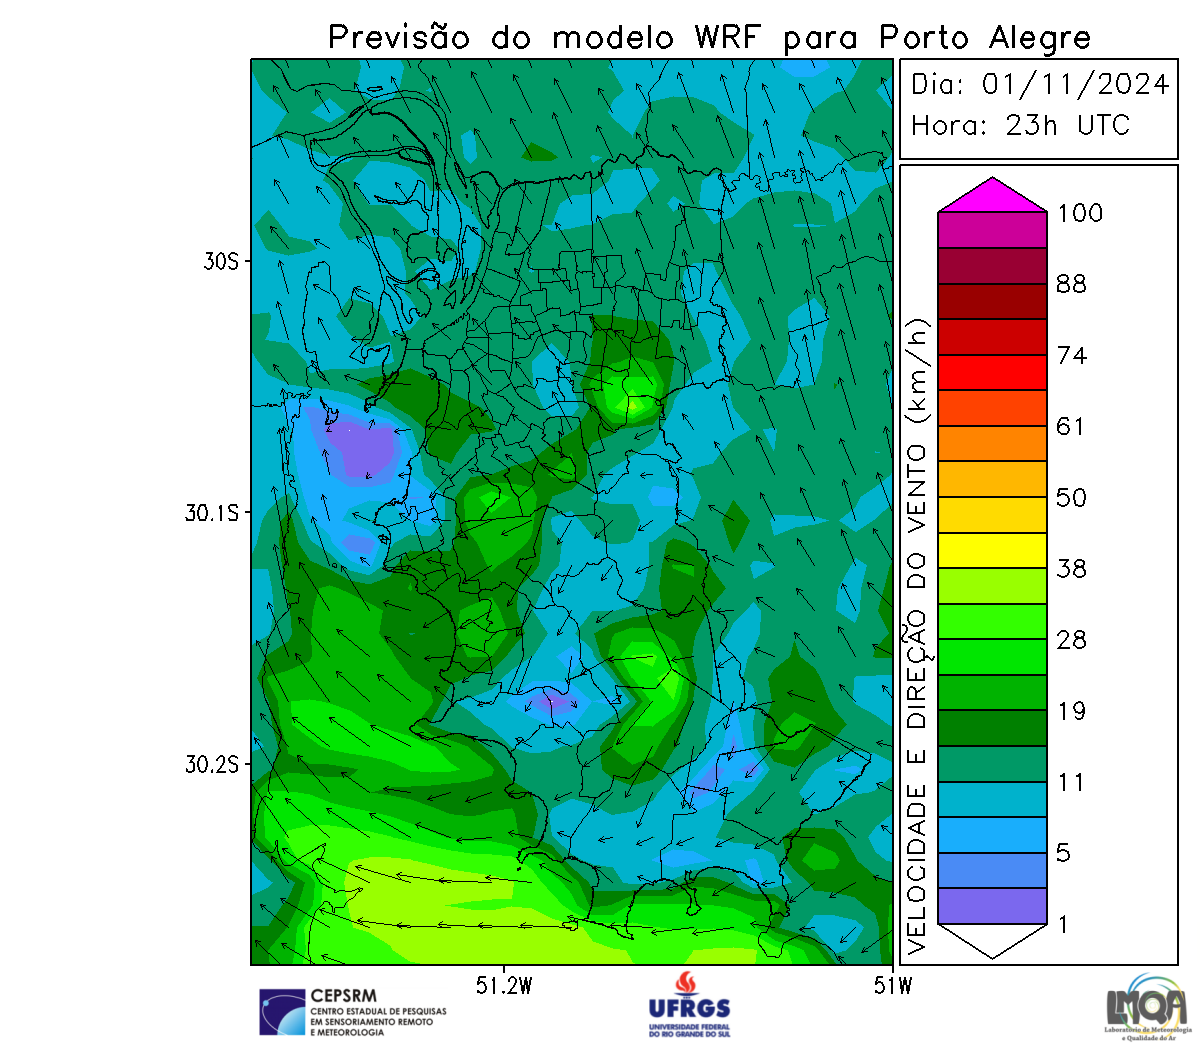 Previsão do modelo WRF para Porto Alegre
Dia: 01/11/2024
Hora: 23h UTC
100
88
74
61
50
38
28
19
11
5
1
VELOCIDADE E DIREÇÃO DO VENTO (km/h)
30S
30.1S
30.2S
51.2W
51W
CEPSRM
CENTRO ESTADUAL DE PESQUISAS
EM SENSORIAMENTO REMOTO
E METEOROLOGIA
UFRGS
UNIVERSIDADE FEDERAL
DO RIO GRANDE DO SUL
LMQA
Laboratório de Meteorologia
e Qualidade do Ar